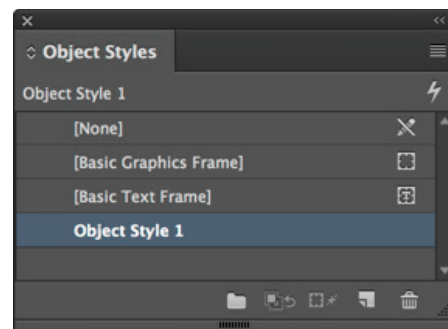 Object Styles
Object Style 1
[None]
[Basic Graphics Frame]
[Basic Text Frame]
Object Style 1